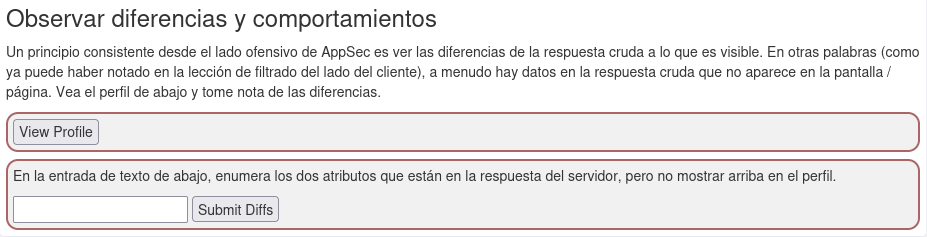 Observar diferencias y comportamientos
Un principio consistente desde el lado ofensivo de AppSec es ver las diferencias de la respuesta cruda a lo que es visible. En otras palabras (como
ya puede haber notado en la lección de filtrado del lado del cliente), a menudo hay datos en la respuesta cruda que no aparece en la pantalla /
página. Vea el perfil de abajo y tome nota de las diferencias.
View Profile
En la entrada de texto de abajo, enumera los dos atributos que están en la respuesta del servidor, pero no mostrar arriba en el perfil.
Submit Diffs